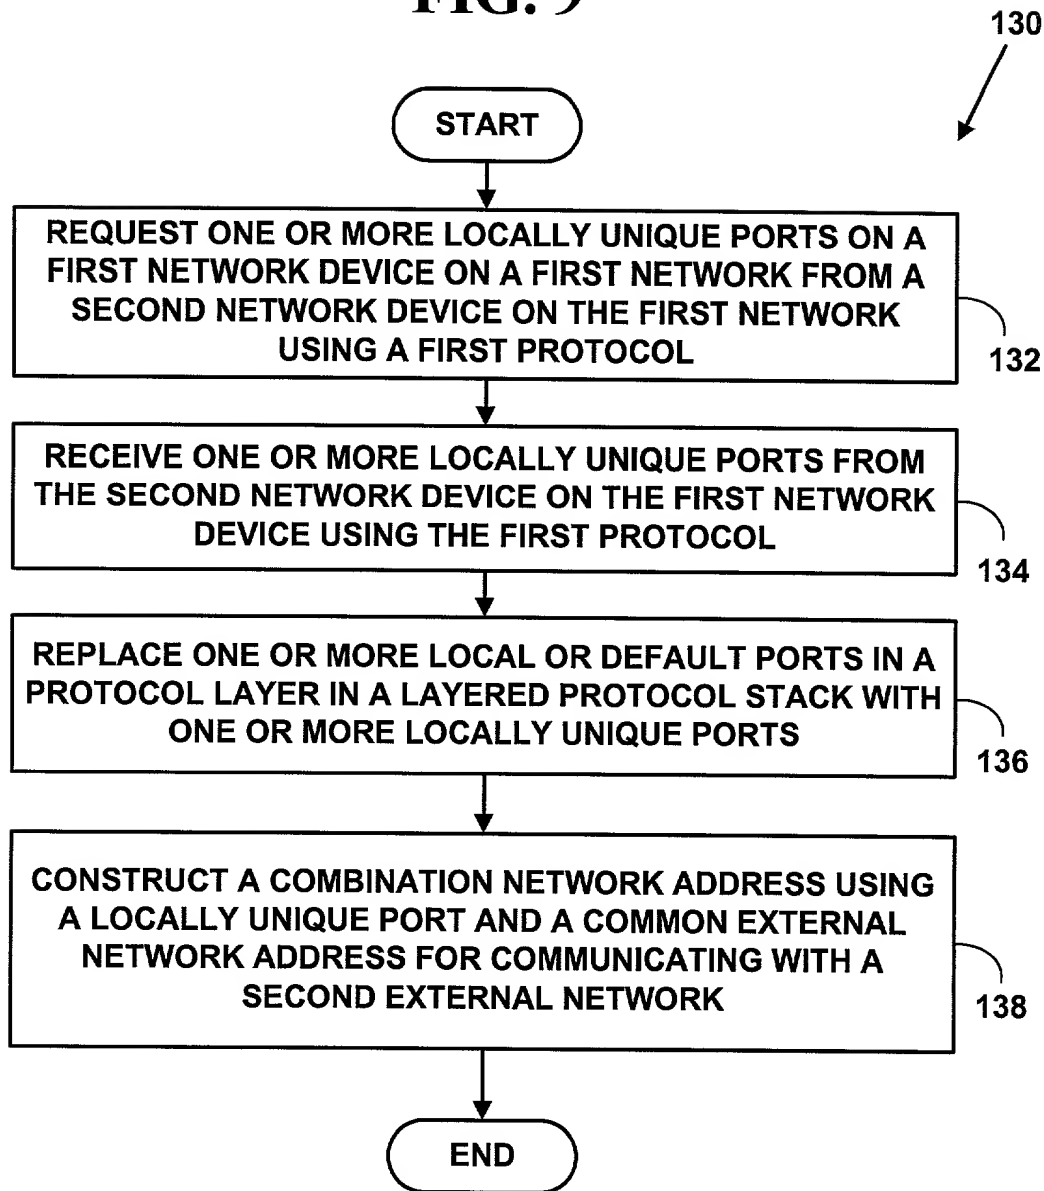 130
START
REQUEST ONE OR MORE LOCALLY UNIQUE PORTS ON A
FIRST NETWORK DEVICE ON A FIRST NETWORK FROM A
SECOND NETWORK DEVICE ON THE FIRST NETWORK
USING A FIRST PROTOCOL
132
RECEIVE ONE OR MORE LOCALLY UNIQUE PORTS FROM
THE SECOND NETWORK DEVICE ON THE FIRST NETWORK
DEVICE USING THE FIRST PROTOCOL
134
REPLACE ONE OR MORE LOCAL OR DEFAULT PORTS IN A
PROTOCOL LAYER IN A LAYERED PROTOCOL STACK WITH
ONE OR MORE LOCALLY UNIQUE PORTS
136
CONSTRUCT A COMBINATION NETWORK ADDRESS USING
A LOCALLY UNIQUE PORT AND A COMMON EXTERNAL
NETWORK ADDRESS FOR COMMUNICATING WITH A
SECOND EXTERNAL NETWORK
138
END